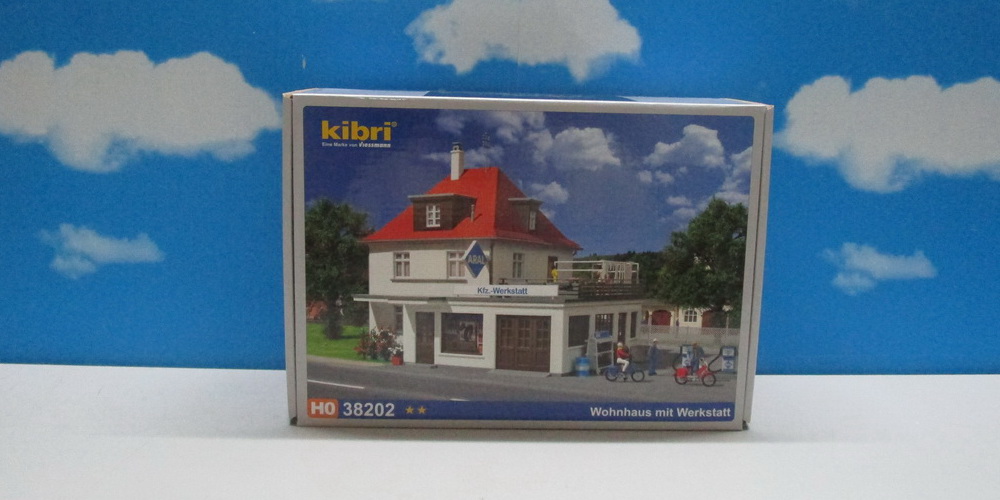 kibri®
Eine Marke von Viessmann
ARAL
Kfz.-Werkstatt
H0 38202 ★★
Wohnhaus mit Werkstatt